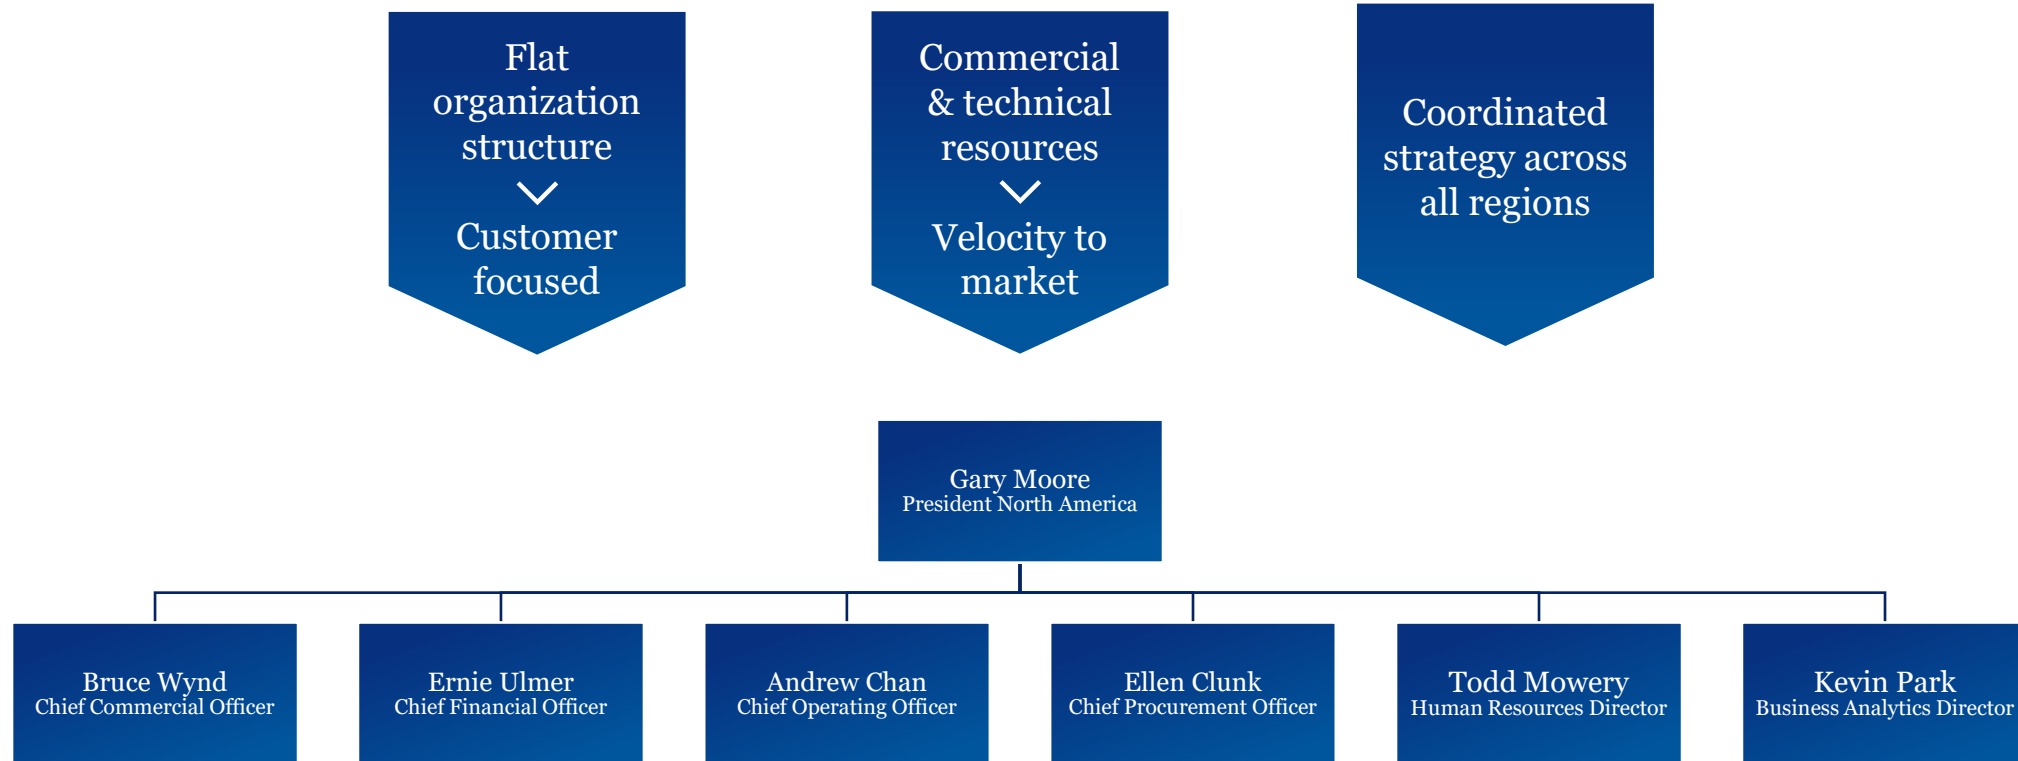 Flat
organization
structure
Customer
focused
Commercial
& technical
resources
Velocity to
market
Coordinated
strategy across
all regions
Gary Moore
President North America
Bruce Wynd
Chief Commercial Officer
Ernie Ulmer
Chief Financial Officer
Andrew Chan
Chief Operating Officer
Ellen Clunk
Chief Procurement Officer
Todd Mowery
Human Resources Director
Kevin Park
Business Analytics Director